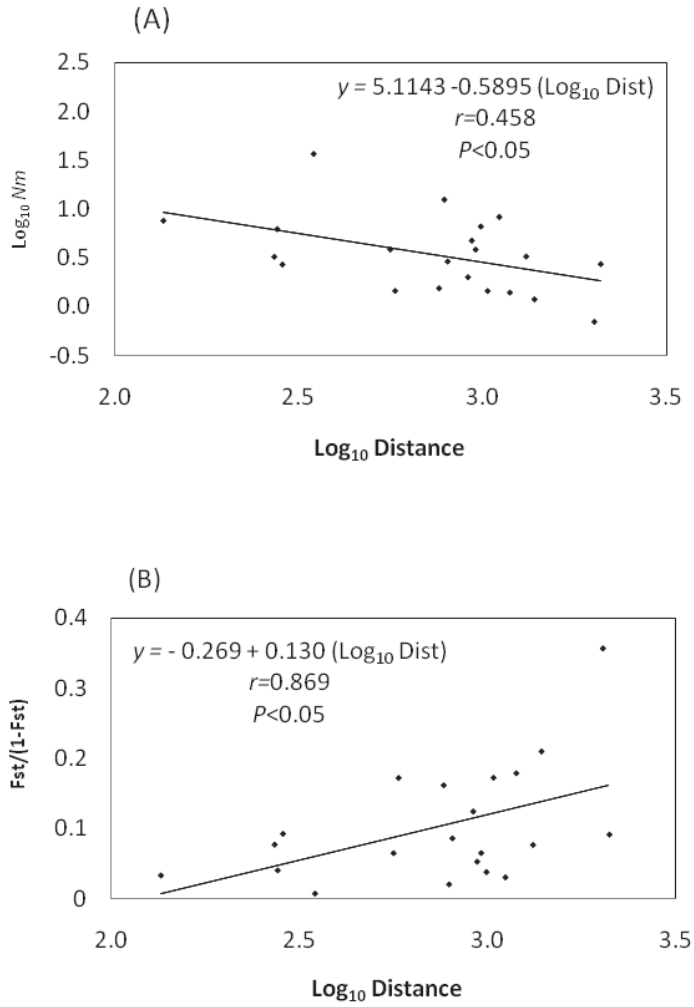 (A)
2.5
2.0
1.5
1.0
0.5
0.0
-0.5
Log₁₀ Nm
y = 5.1143 -0.5895 (Log₁₀ Dist)
r=0.458
P<0.05
2.0 2.5 3.0 3.5
Log₁₀ Distance
(B)
0.4
0.3
0.2
0.1
0
Fst/(1-Fst)
y = - 0.269 + 0.130 (Log₁₀ Dist)
r=0.869
P<0.05
2.0 2.5 3.0 3.5
Log₁₀ Distance